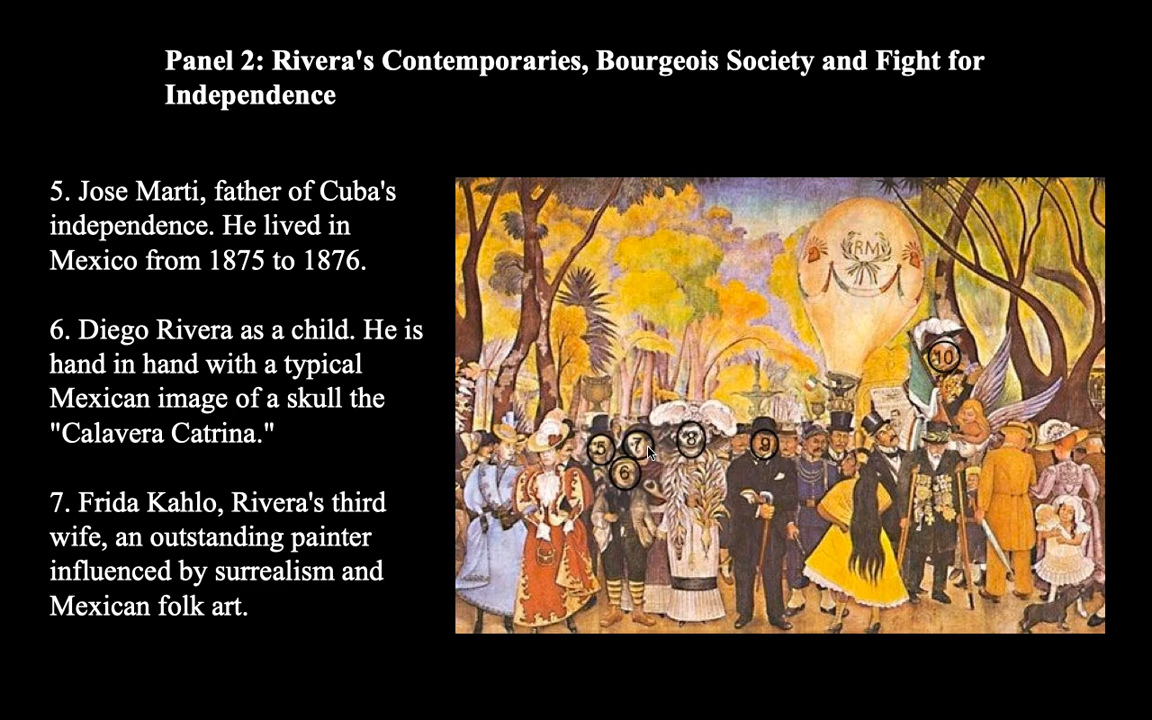 Panel 2: Rivera's Contemporaries, Bourgeois Society and Fight for
Independence
5. Jose Marti, father of Cuba's
independence. He lived in
Mexico from 1875 to 1876.
6. Diego Rivera as a child. He is
hand in hand with a typical
Mexican image of a skull the
"Calavera Catrina."
7. Frida Kahlo, Rivera's third
wife, an outstanding painter
influenced by surrealism and
Mexican folk art.
RM
10
5
7
8
9
6